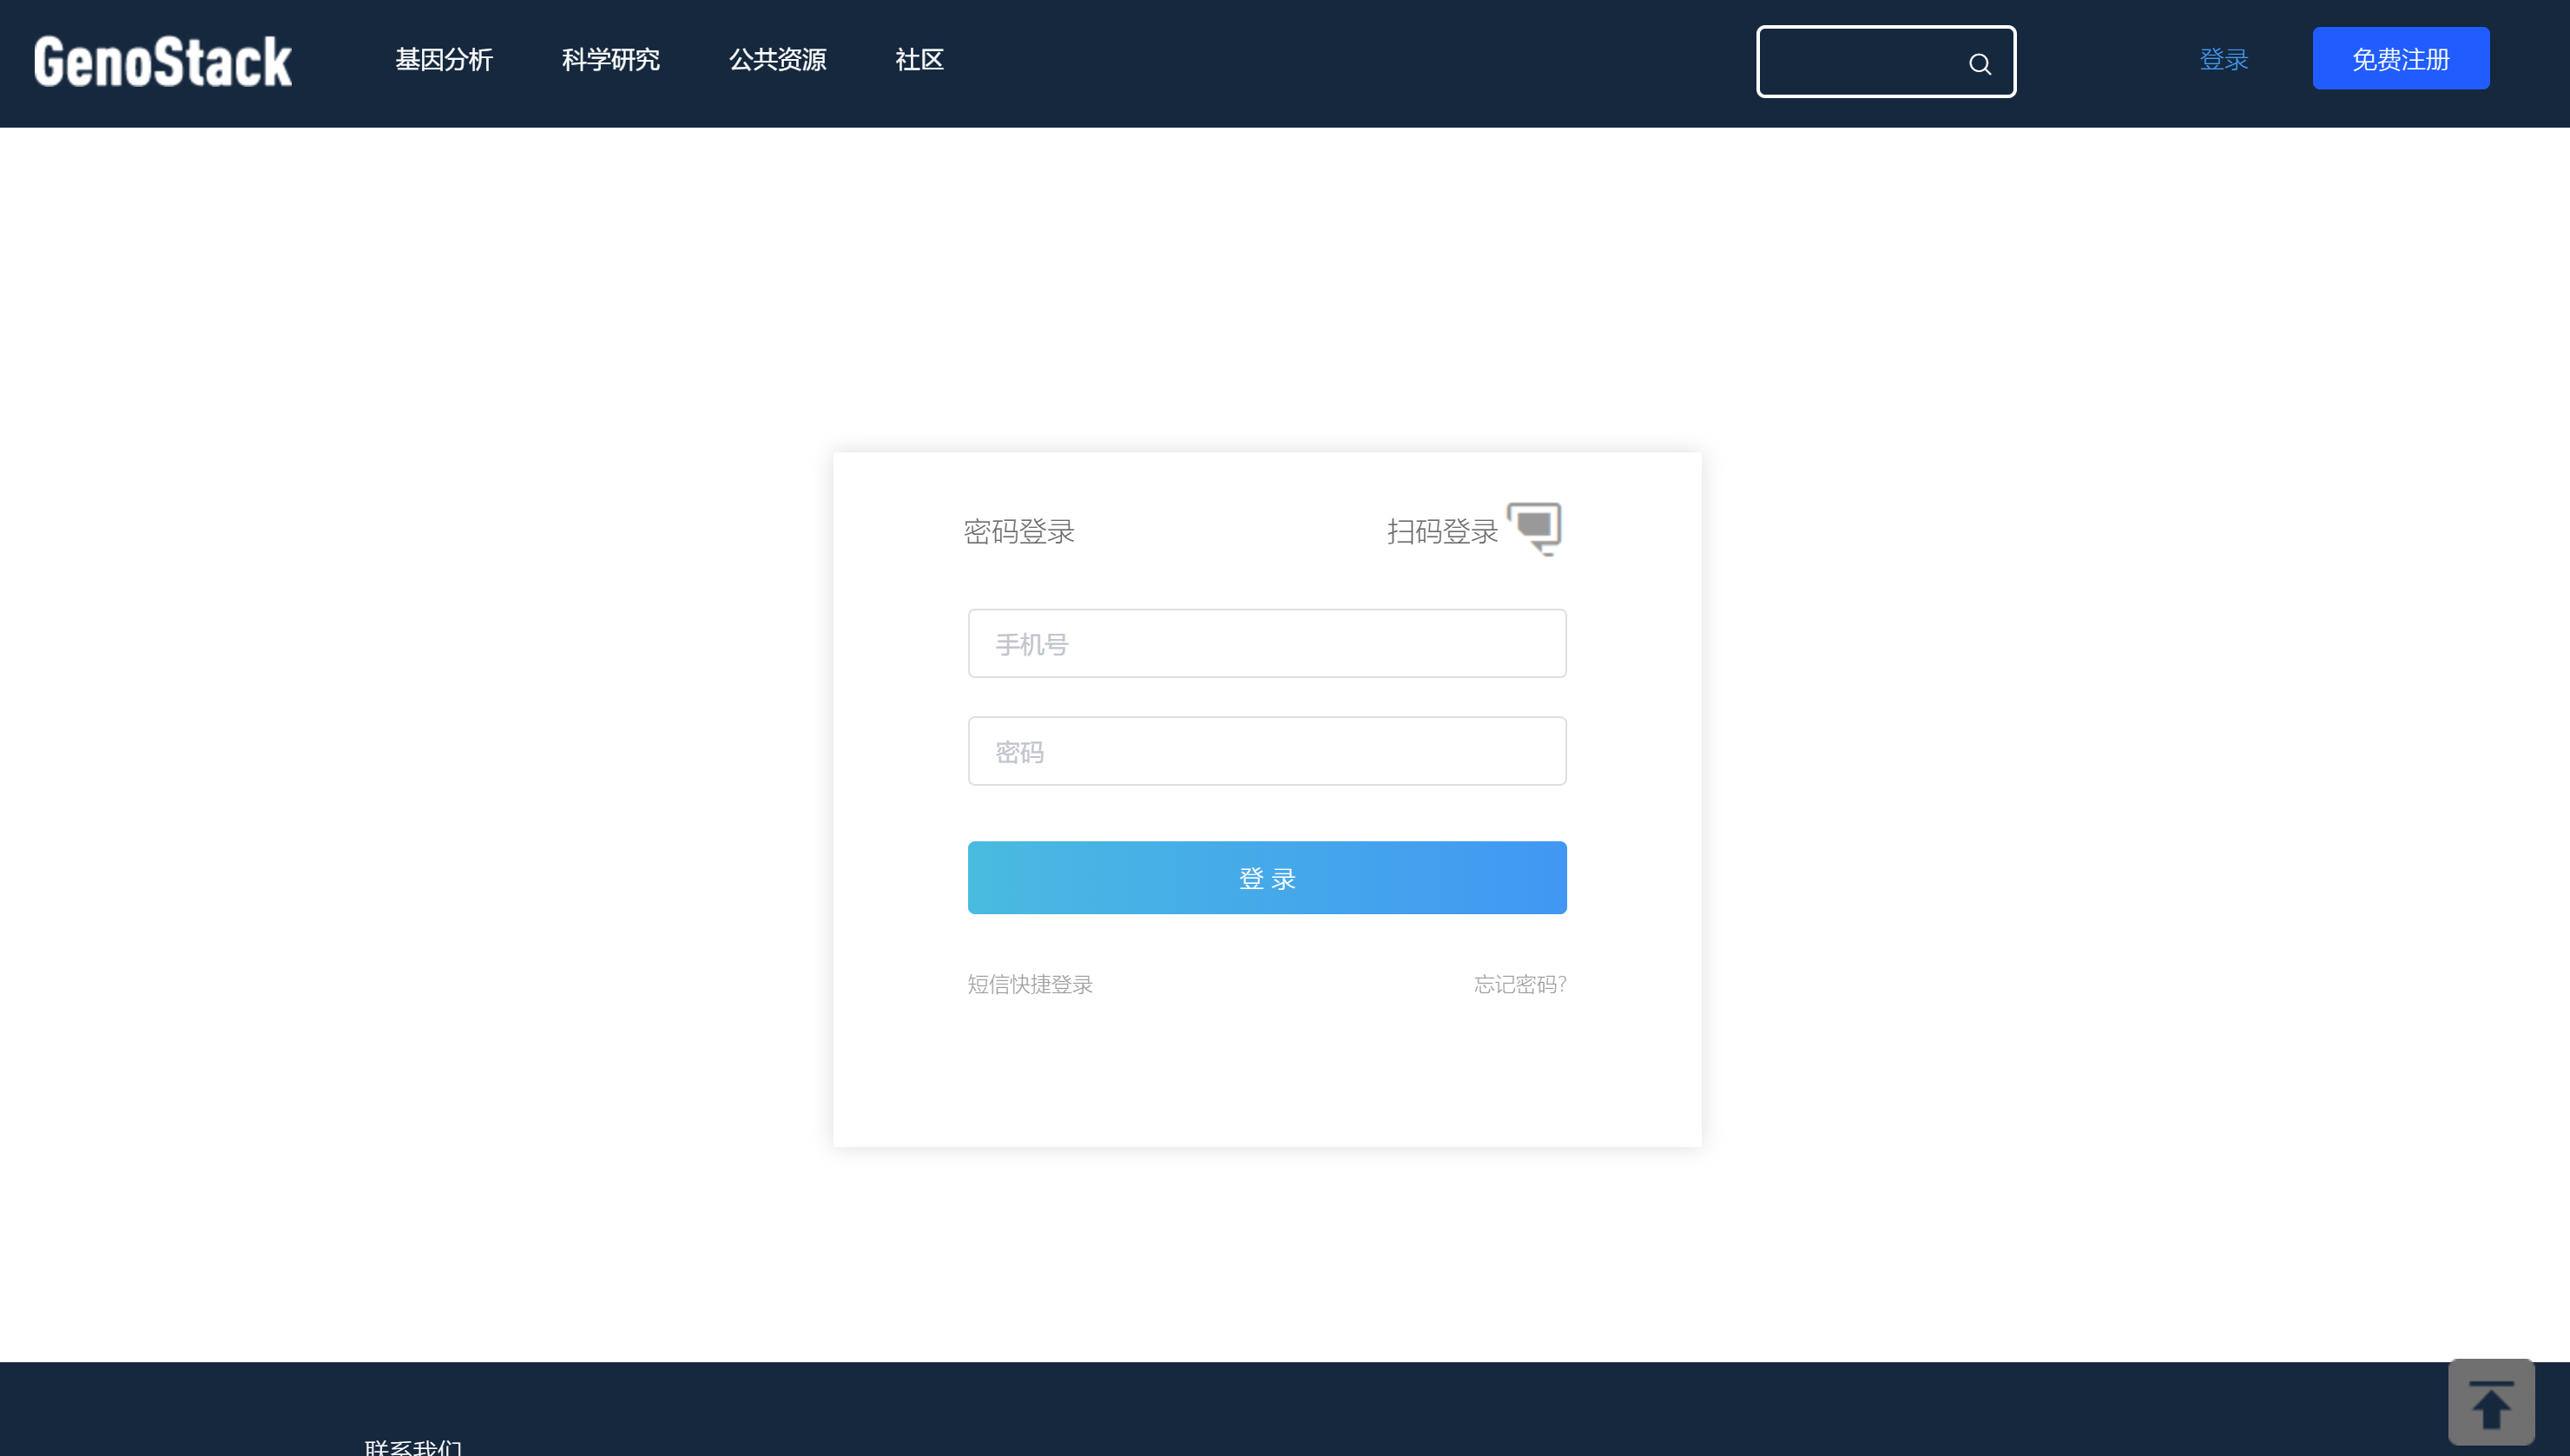 GenoStack 基因分析 科学研究 公共资源 社区 登录 免费注册
密码登录 扫码登录
手机号
密码
登 录
短信快捷登录 忘记密码?
联系我们